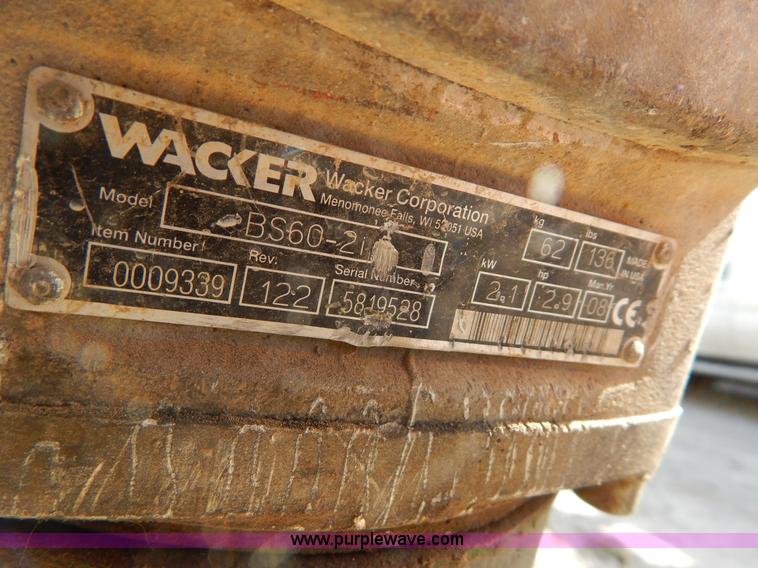 WACKER
Wacker Corporation
Menomonee Falls, WI 53051 USA
Model BS60-2i
kg lbs
62 136
MADE IN USA
Item Number Rev. Serial Number
0009339 122 5819528
kW hp Man.Yr
2.1 2.9 08
CE
www.purplewave.com